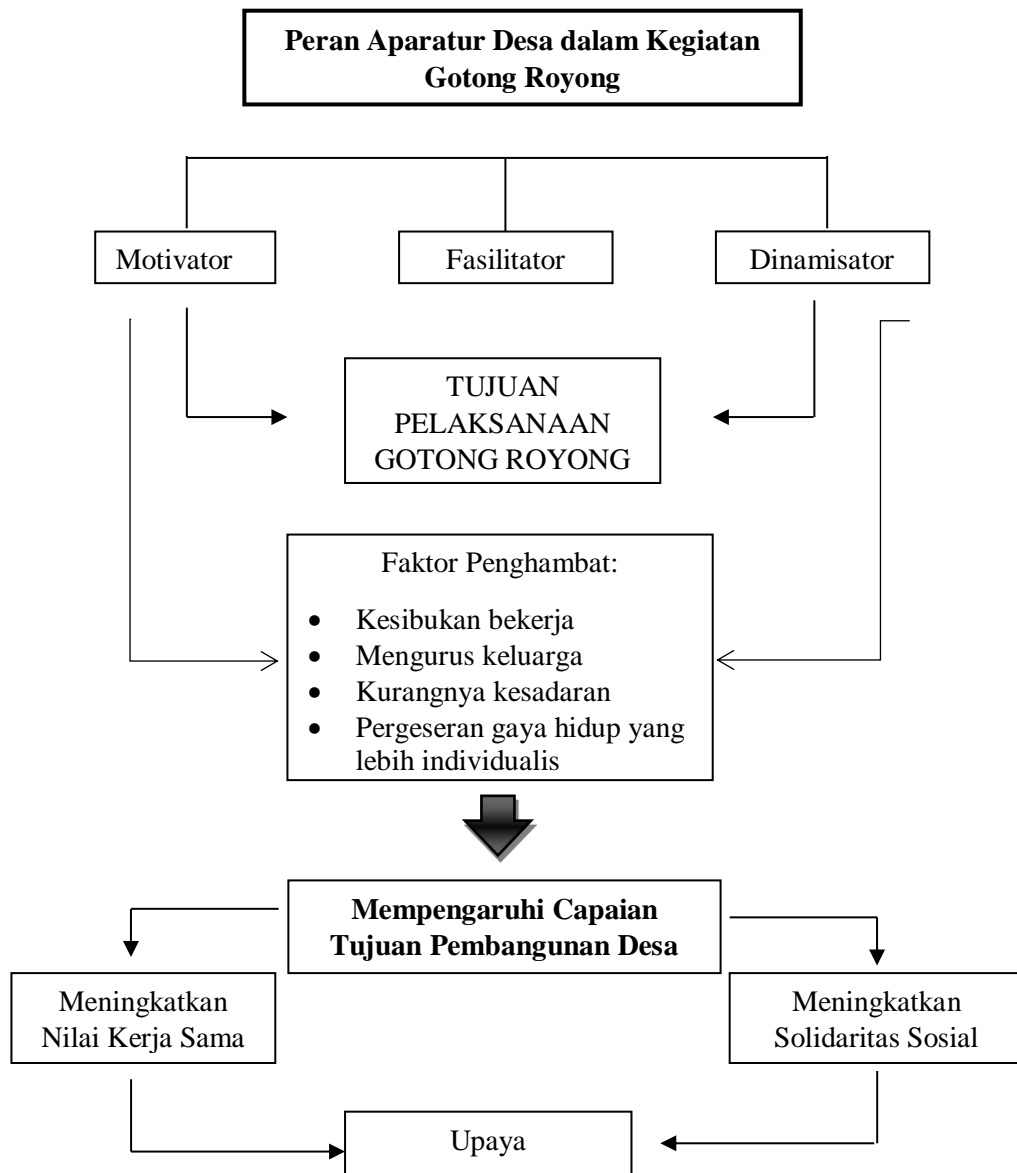 Peran Aparatur Desa dalam Kegiatan
Gotong Royong
Motivator
Fasilitator
Dinamisator
TUJUAN
PELAKSANAAN
GOTONG ROYONG
Faktor Penghambat:
• Kesibukan bekerja
• Mengurus keluarga
• Kurangnya kesadaran
• Pergeseran gaya hidup yang
lebih individualis
Mempengaruhi Capaian
Tujuan Pembangunan Desa
Meningkatkan
Nilai Kerja Sama
Meningkatkan
Solidaritas Sosial
Upaya